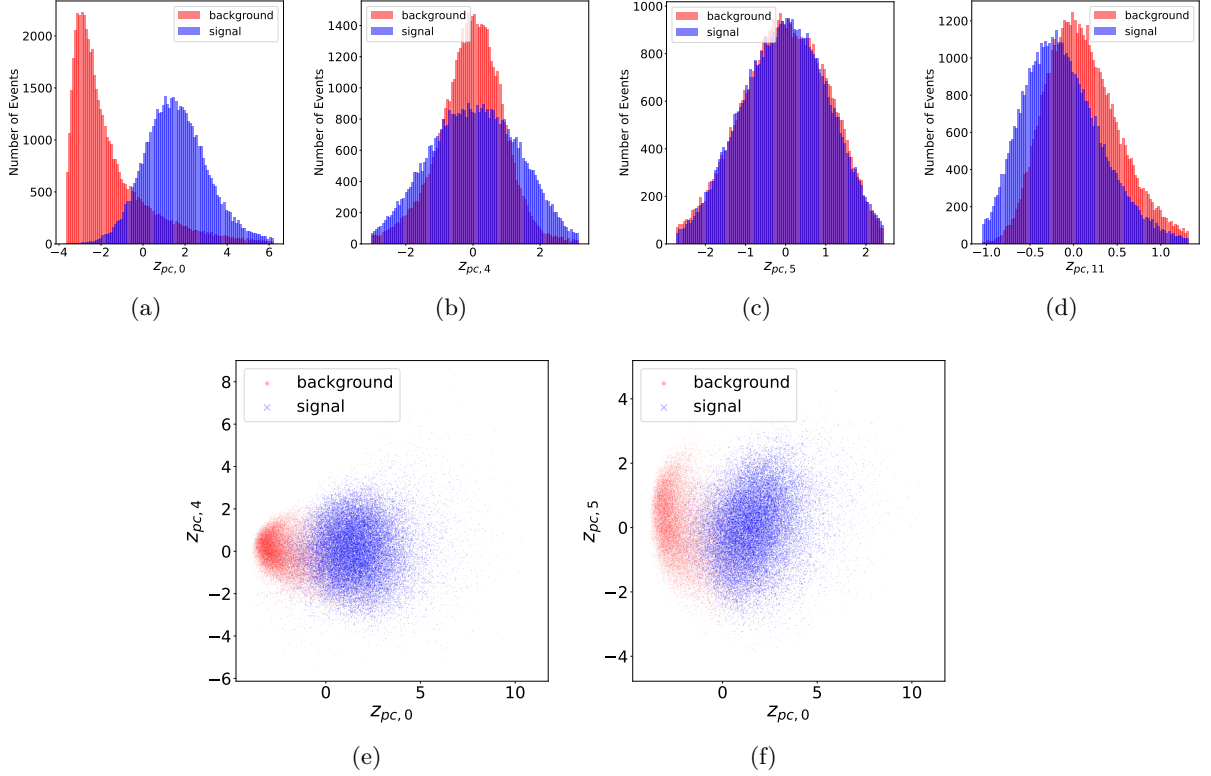 Number of Events
2000
1500
1000
500
0
background
signal
−4 −2 0 2 4 6
z_{pc, 0}
(a)
Number of Events
1400
1200
1000
800
600
400
200
0
background
signal
−2 0 2
z_{pc, 4}
(b)
Number of Events
1000
800
600
400
200
0
background
signal
−2 −1 0 1 2
z_{pc, 5}
(c)
Number of Events
1200
1000
800
600
400
200
0
background
signal
−1.0 −0.5 0.0 0.5 1.0
z_{pc, 11}
(d)
z_{pc, 4}
8
6
4
2
0
−2
−4
−6
background
signal
0 5 10
z_{pc, 0}
(e)
z_{pc, 5}
4
2
0
−2
−4
background
signal
0 5 10
z_{pc, 0}
(f)